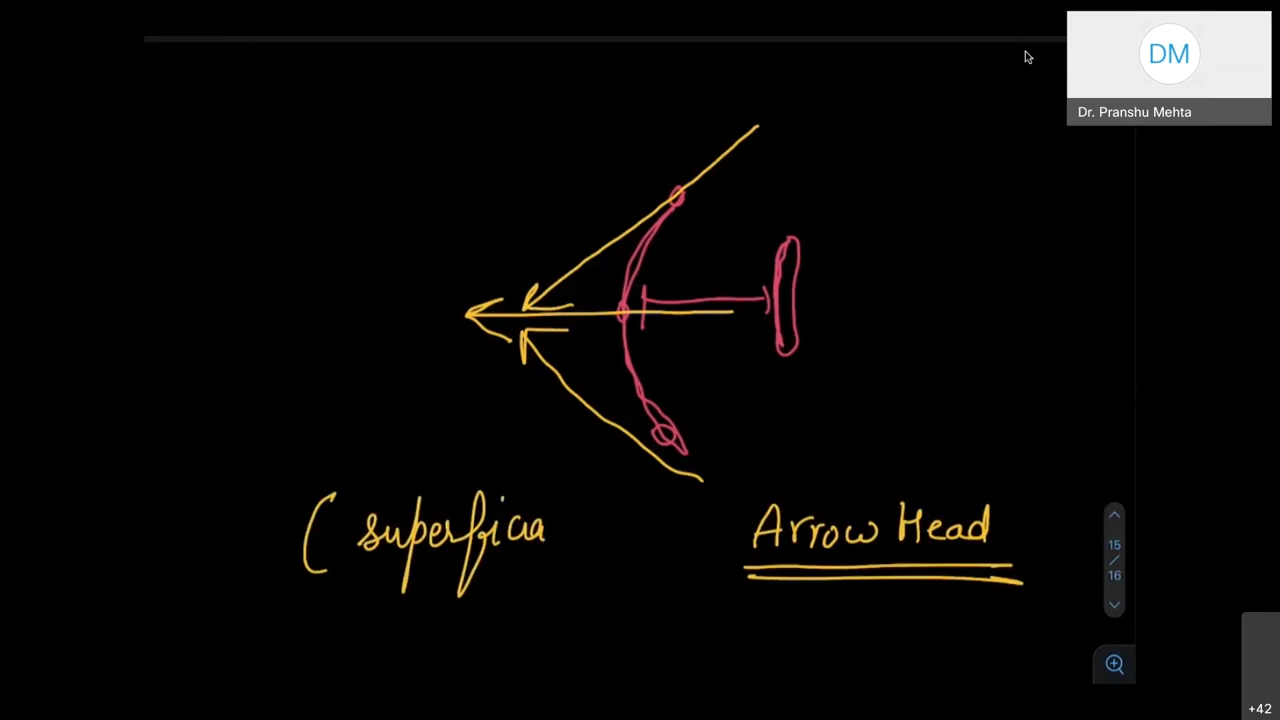 DM
Dr. Pranshu Mehta
( superficia
Arrow Head
15
/
16
+42